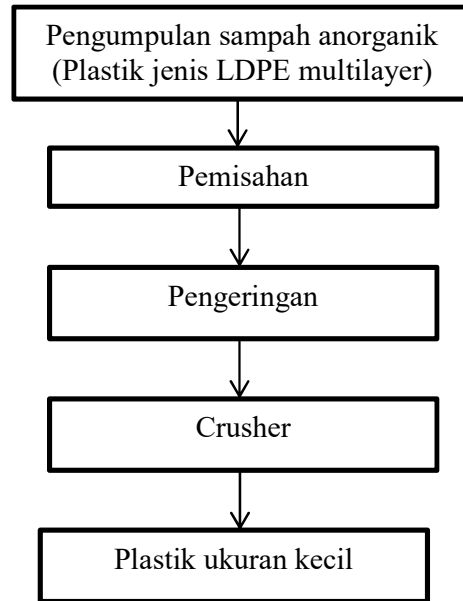 Pengumpulan sampah anorganik
(Plastik jenis LDPE multilayer)
Pemisahan
Pengeringan
Crusher
Plastik ukuran kecil